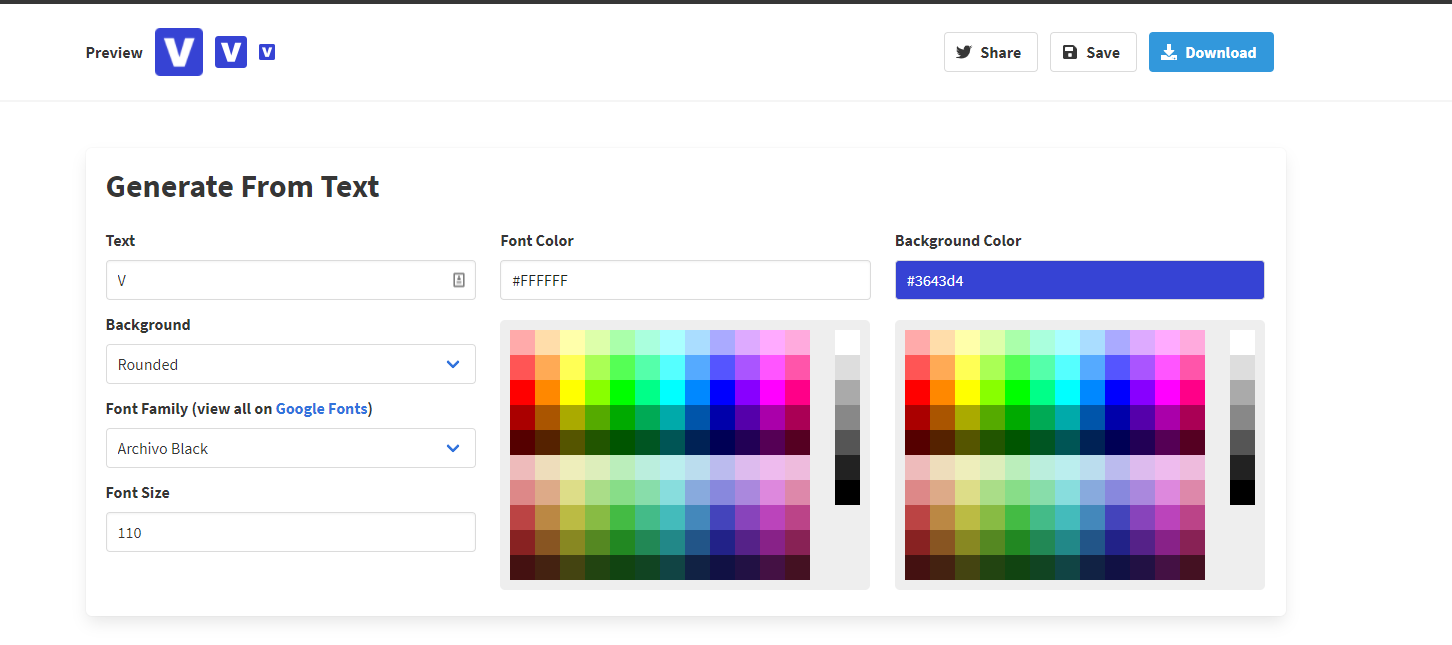 Preview V V V Share Save Download
Generate From Text
Text
V
Background
Rounded
Font Family (view all on Google Fonts)
Archivo Black
Font Size
110
Font Color
#FFFFFF
Background Color
#3643d4